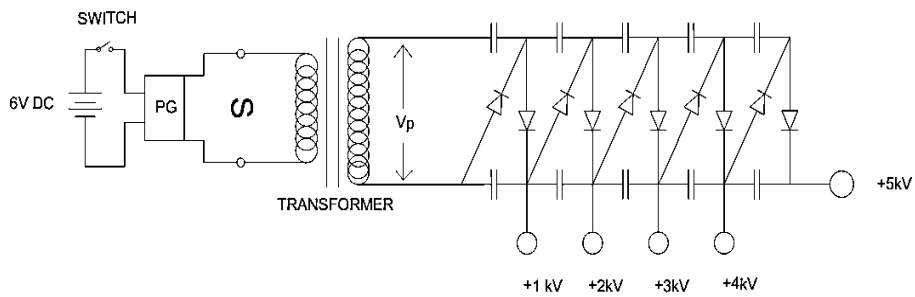 SWITCH
6V DC
PG
S
Vp
TRANSFORMER
+5kV
+1 kV
+2kV
+3kV
+4kV